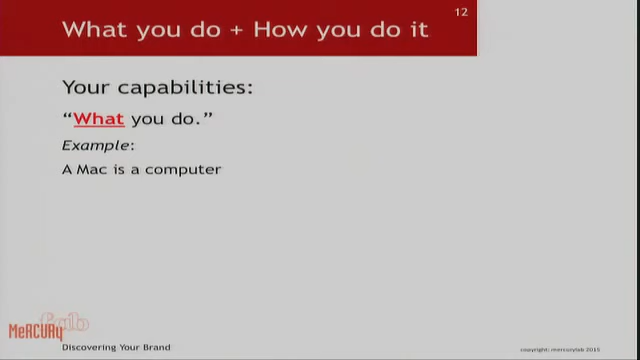 12
What you do + How you do it
Your capabilities:
“What you do.”
Example:
A Mac is a computer
MeRCURy lab
Discovering Your Brand
copyright: mercurylab 2015